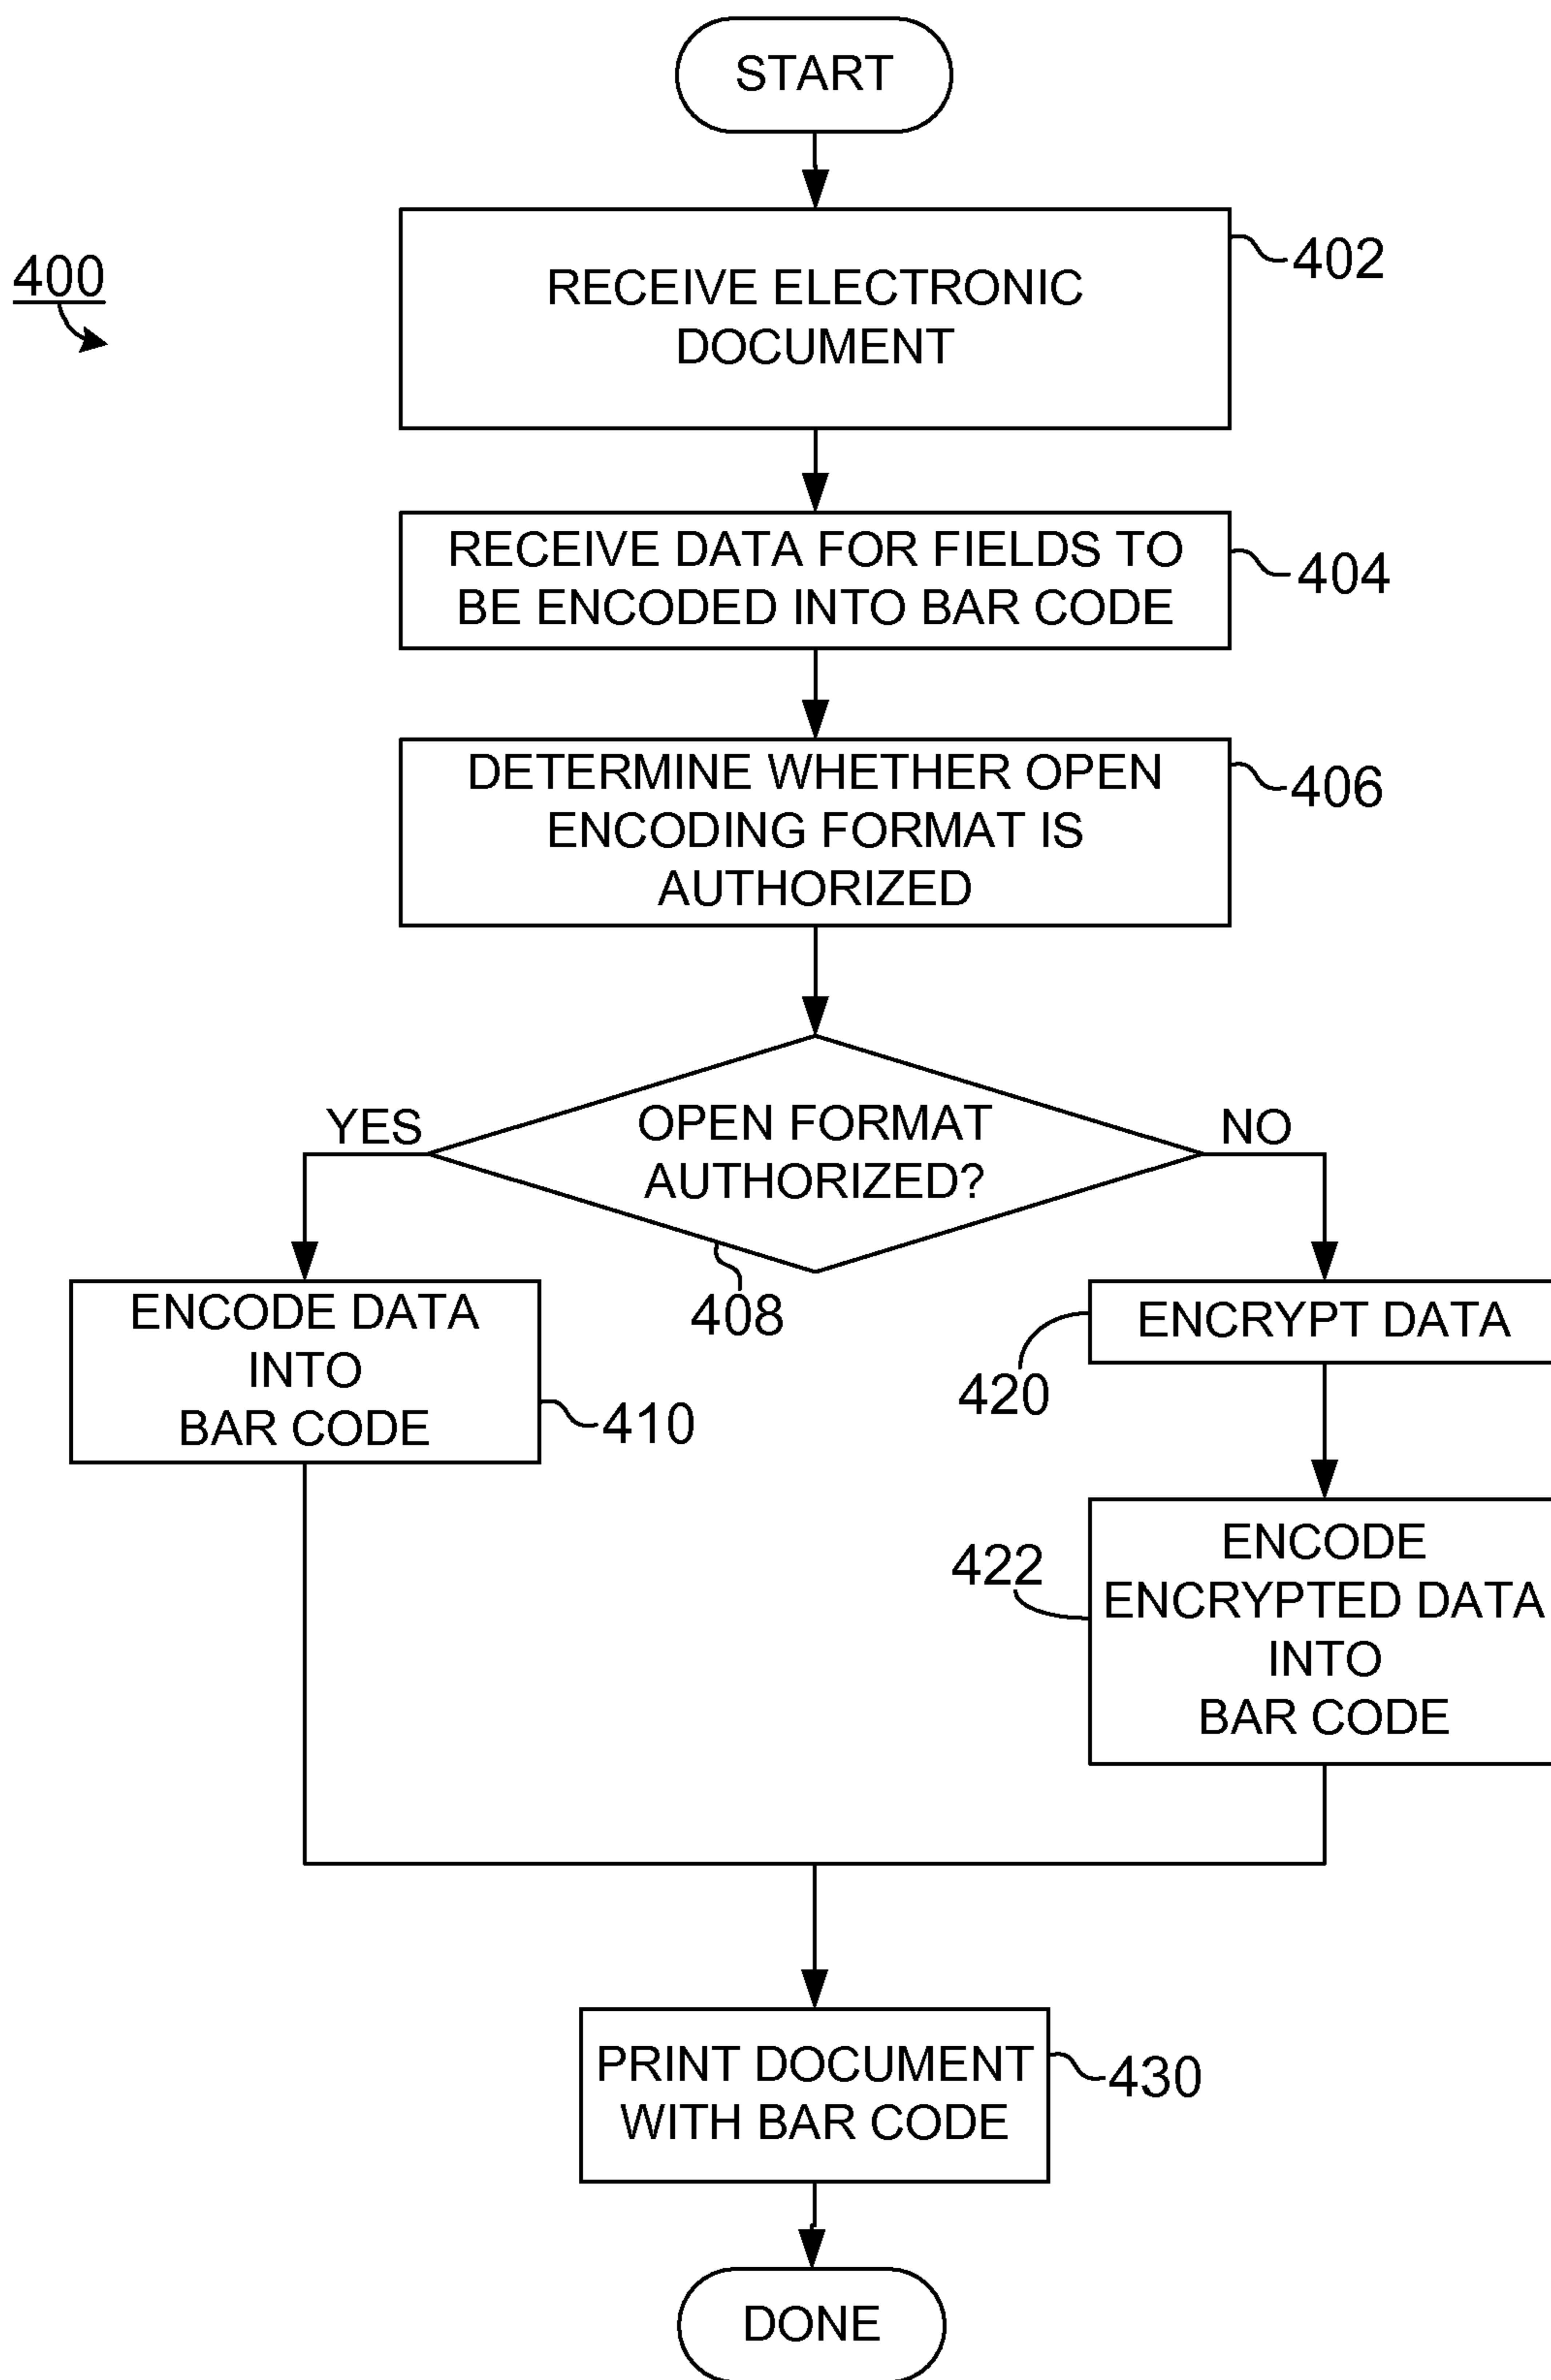 START
400
RECEIVE ELECTRONIC
DOCUMENT
402
RECEIVE DATA FOR FIELDS TO
BE ENCODED INTO BAR CODE
404
DETERMINE WHETHER OPEN
ENCODING FORMAT IS
AUTHORIZED
406
OPEN FORMAT
AUTHORIZED?
408
YES
NO
ENCODE DATA
INTO
BAR CODE
410
ENCRYPT DATA
420
ENCODE
ENCRYPTED DATA
INTO
BAR CODE
422
PRINT DOCUMENT
WITH BAR CODE
430
DONE